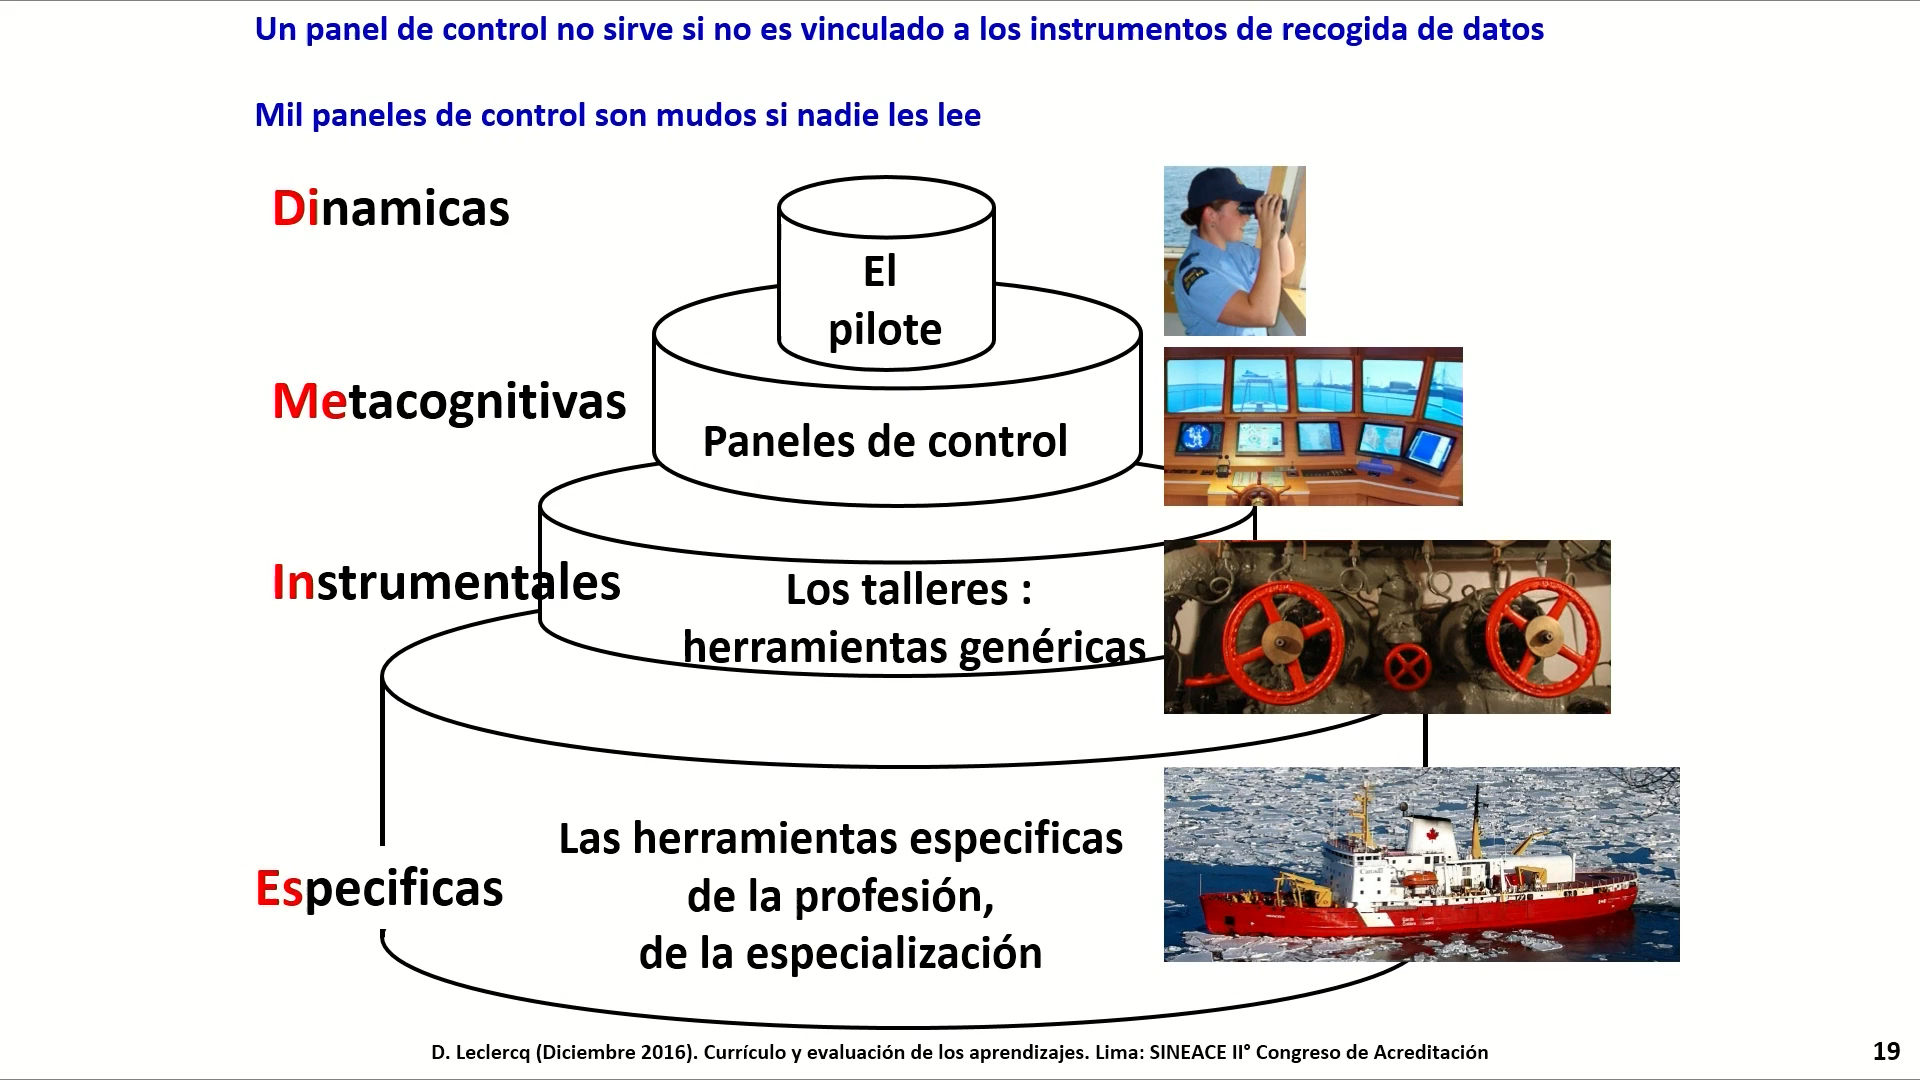 Un panel de control no sirve si no es vinculado a los instrumentos de recogida de datos
Mil paneles de control son mudos si nadie les lee
Dinamicas
El
pilote
Metacognitivas
Paneles de control
Instrumentales
Los talleres :
herramientas genéricas
Las herramientas especificas
de la profesión,
de la especialización
Especificas
D. Leclercq (Diciembre 2016). Currículo y evaluación de los aprendizajes. Lima: SINEACE II° Congreso de Acreditación
19